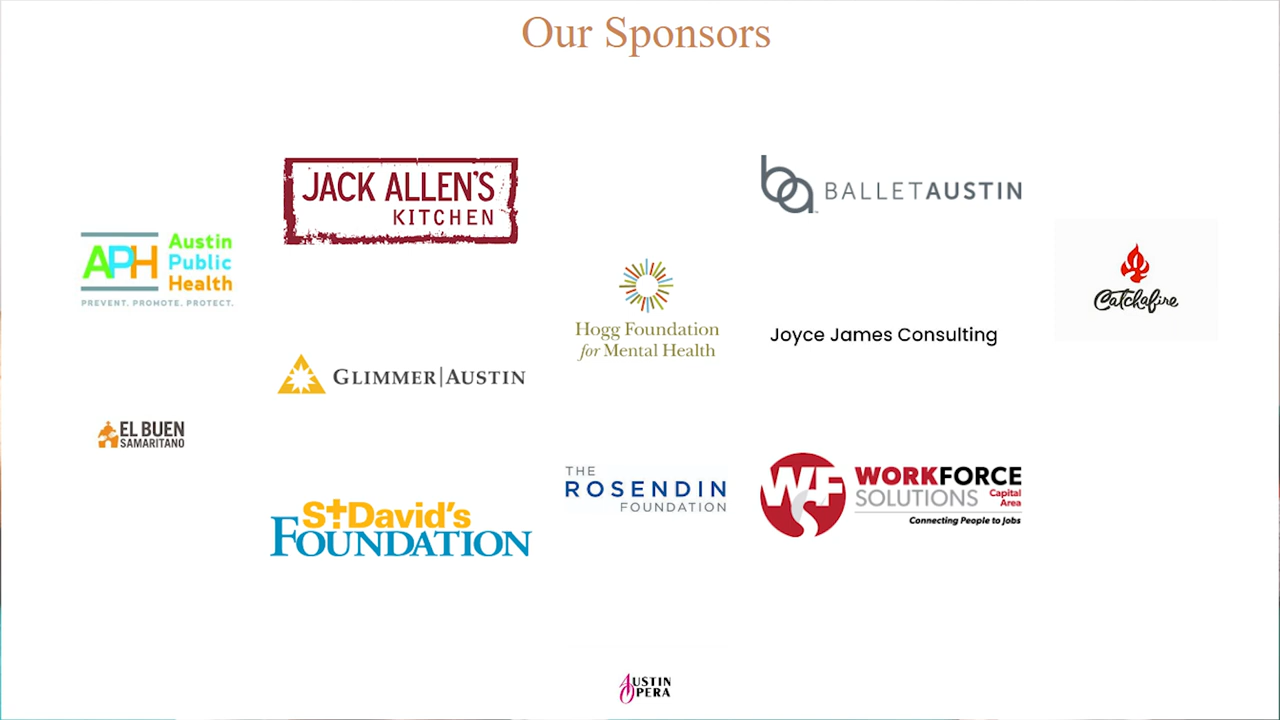 Our Sponsors
JACK ALLEN'S
KITCHEN
ba BALLETAUSTIN
APH
Austin
Public
Health
PREVENT. PROMOTE. PROTECT.
Hogg Foundation
for Mental Health
Catchafire
Joyce James Consulting
GLIMMER|AUSTIN
EL BUEN
SAMARITANO
THE
ROSENDIN
FOUNDATION
WF
WORKFORCE
SOLUTIONS
Capital
Area
Connecting People to Jobs
St David's
FOUNDATION
AUSTIN
OPERA